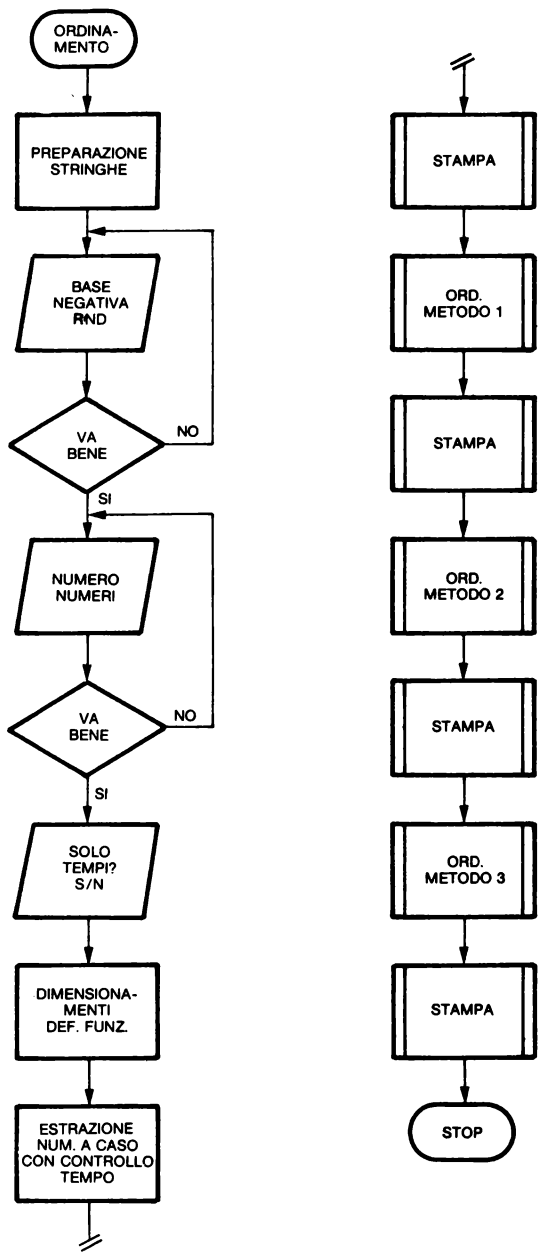 ORDINA-
MENTO
PREPARAZIONE
STRINGHE
BASE
NEGATIVA
RND
VA
BENE
NO
SI
NUMERO
NUMERI
VA
BENE
NO
SI
SOLO
TEMPI?
S/N
DIMENSIONA-
MENTI
DEF. FUNZ.
ESTRAZIONE
NUM. A CASO
CON CONTROLLO
TEMPO
STAMPA
ORD.
METODO 1
STAMPA
ORD.
METODO 2
STAMPA
ORD.
METODO 3
STAMPA
STOP